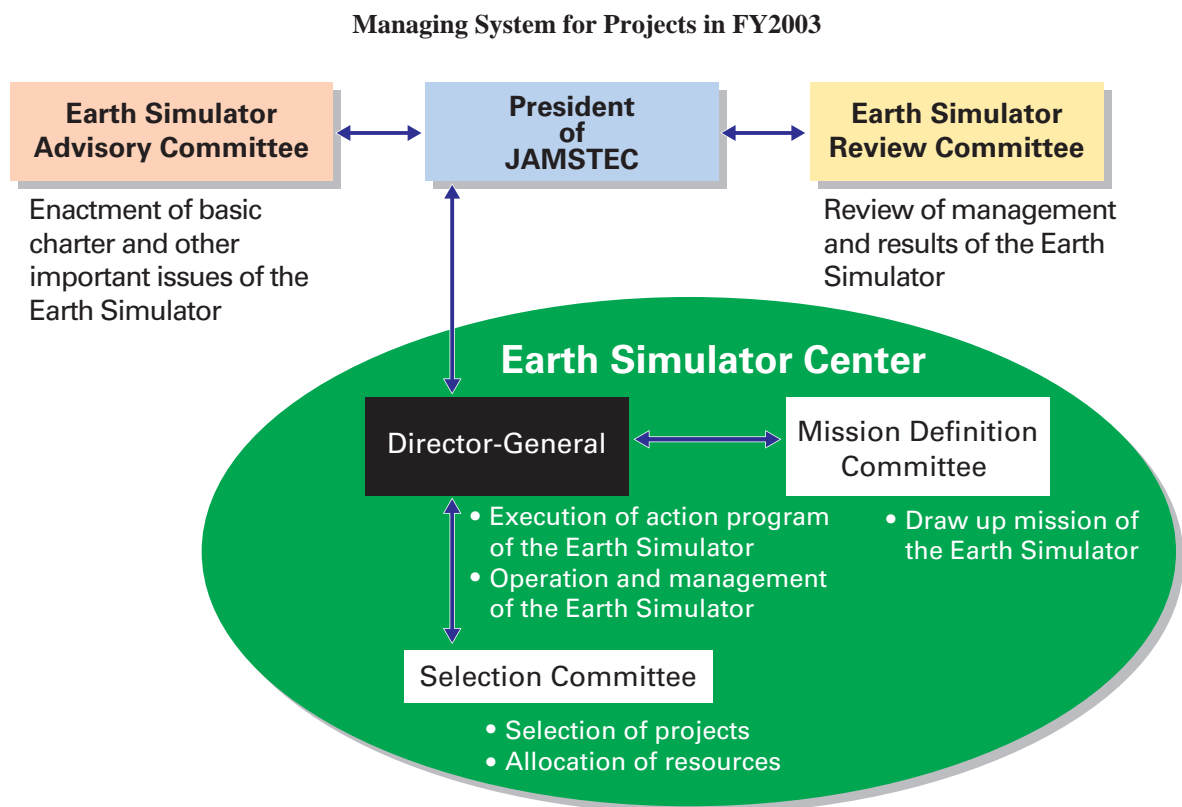 Managing System for Projects in FY2003
Earth Simulator
Advisory Committee
President
of
JAMSTEC
Earth Simulator
Review Committee
Enactment of basic
charter and other
important issues of the
Earth Simulator
Review of management
and results of the Earth
Simulator
Earth Simulator Center
Director-General
Mission Definition
Committee
• Execution of action program
of the Earth Simulator
• Operation and management
of the Earth Simulator
• Draw up mission of
the Earth Simulator
Selection Committee
• Selection of projects
• Allocation of resources